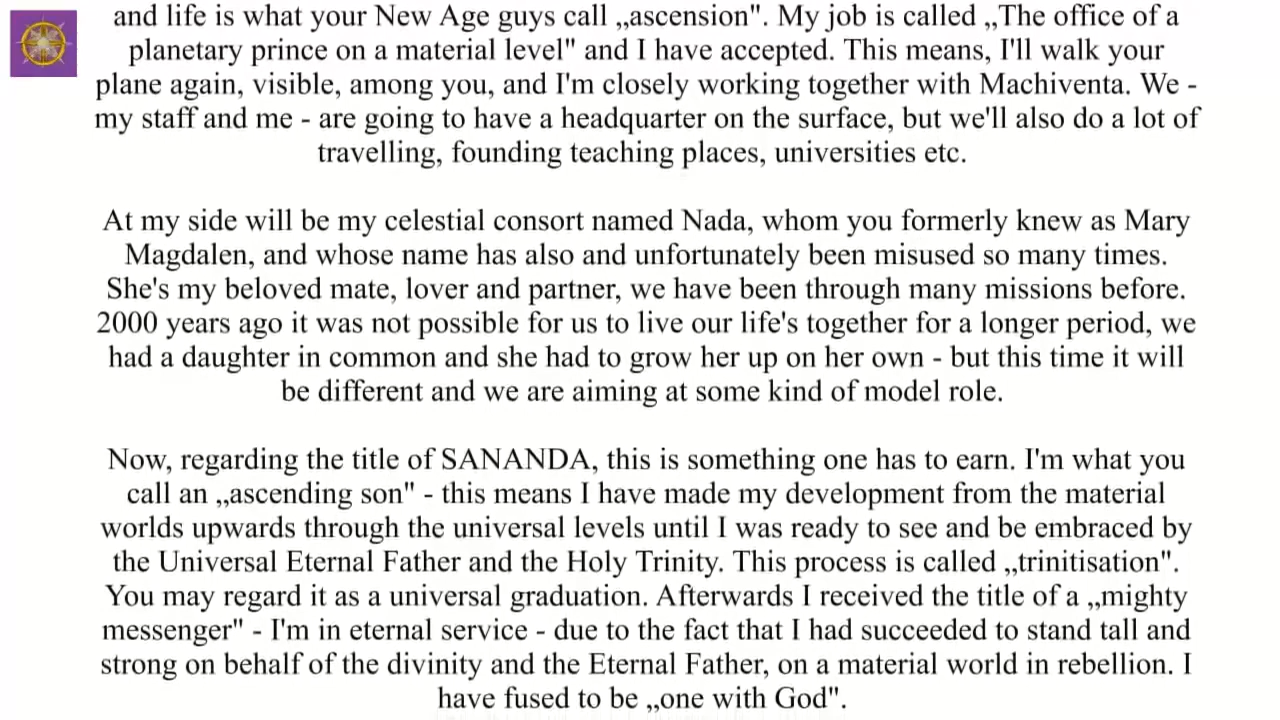 and life is what your New Age guys call „ascension". My job is called „The office of a
planetary prince on a material level" and I have accepted. This means, I'll walk your
plane again, visible, among you, and I'm closely working together with Machiventa. We -
my staff and me - are going to have a headquarter on the surface, but we'll also do a lot of
travelling, founding teaching places, universities etc.
At my side will be my celestial consort named Nada, whom you formerly knew as Mary
Magdalen, and whose name has also and unfortunately been misused so many times.
She's my beloved mate, lover and partner, we have been through many missions before.
2000 years ago it was not possible for us to live our life's together for a longer period, we
had a daughter in common and she had to grow her up on her own - but this time it will
be different and we are aiming at some kind of model role.
Now, regarding the title of SANANDA, this is something one has to earn. I'm what you
call an „ascending son" - this means I have made my development from the material
worlds upwards through the universal levels until I was ready to see and be embraced by
the Universal Eternal Father and the Holy Trinity. This process is called „trinitisation".
You may regard it as a universal graduation. Afterwards I received the title of a „mighty
messenger" - I'm in eternal service - due to the fact that I had succeeded to stand tall and
strong on behalf of the divinity and the Eternal Father, on a material world in rebellion. I
have fused to be „one with God".